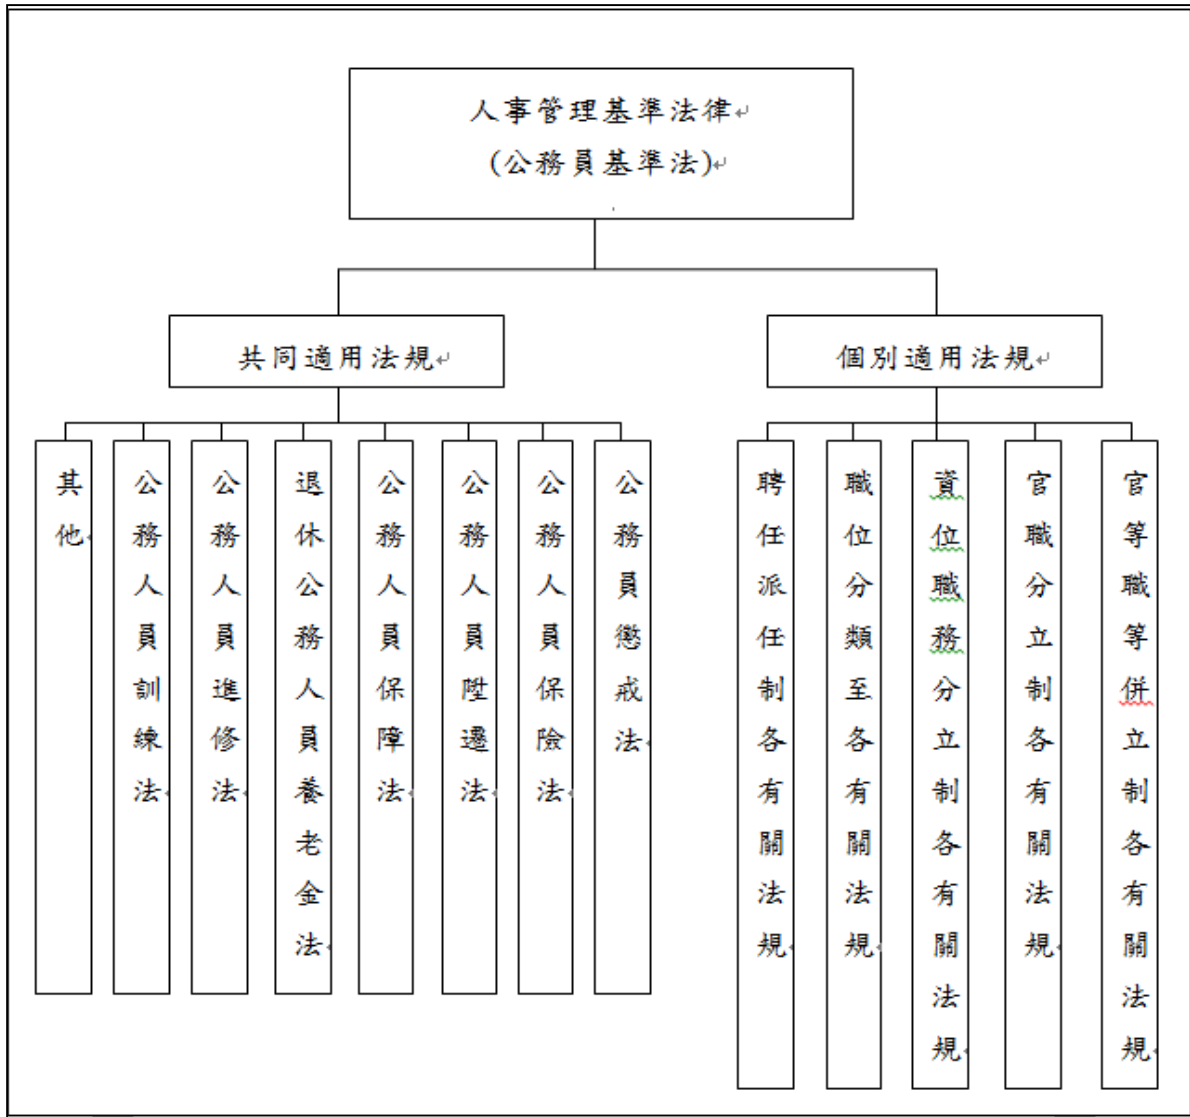 人事管理基準法律
(公務員基準法)
共同適用法規
個別適用法規
其他
公務人員訓練法
公務人員進修法
退休公務人員養老金法
公務人員保障法
公務人員陞遷法
公務人員保險法
公務員懲戒法
聘任派任制各有關法規
職位分類至各有關法規
資位職務分立制各有關法規
官職分立制各有關法規
官等職等併立制各有關法規